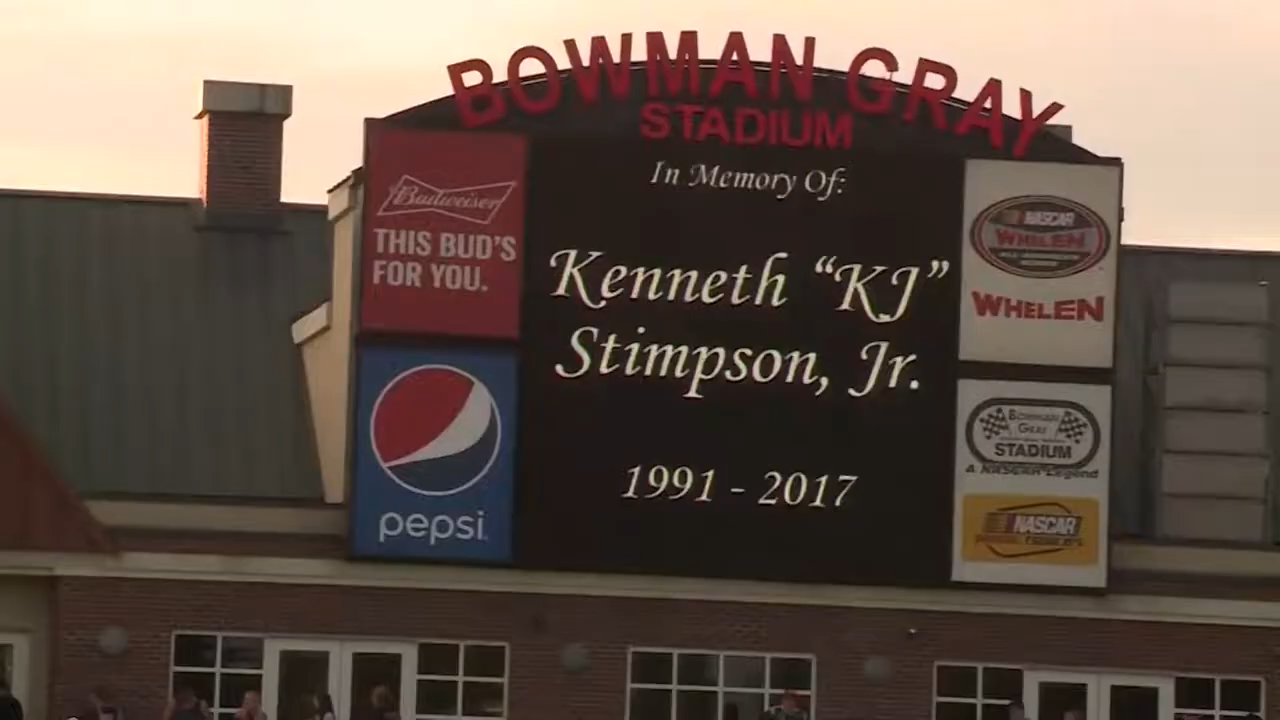 BOWMAN GRAY
STADIUM
In Memory Of:
Kenneth “KJ”
Stimpson, Jr.
1991 - 2017
Budweiser
THIS BUD'S
FOR YOU.
pepsi
NASCAR
WHELEN
WHELEN
BOWMAN
GRAY
STADIUM
A NASCAR Legend
NASCAR